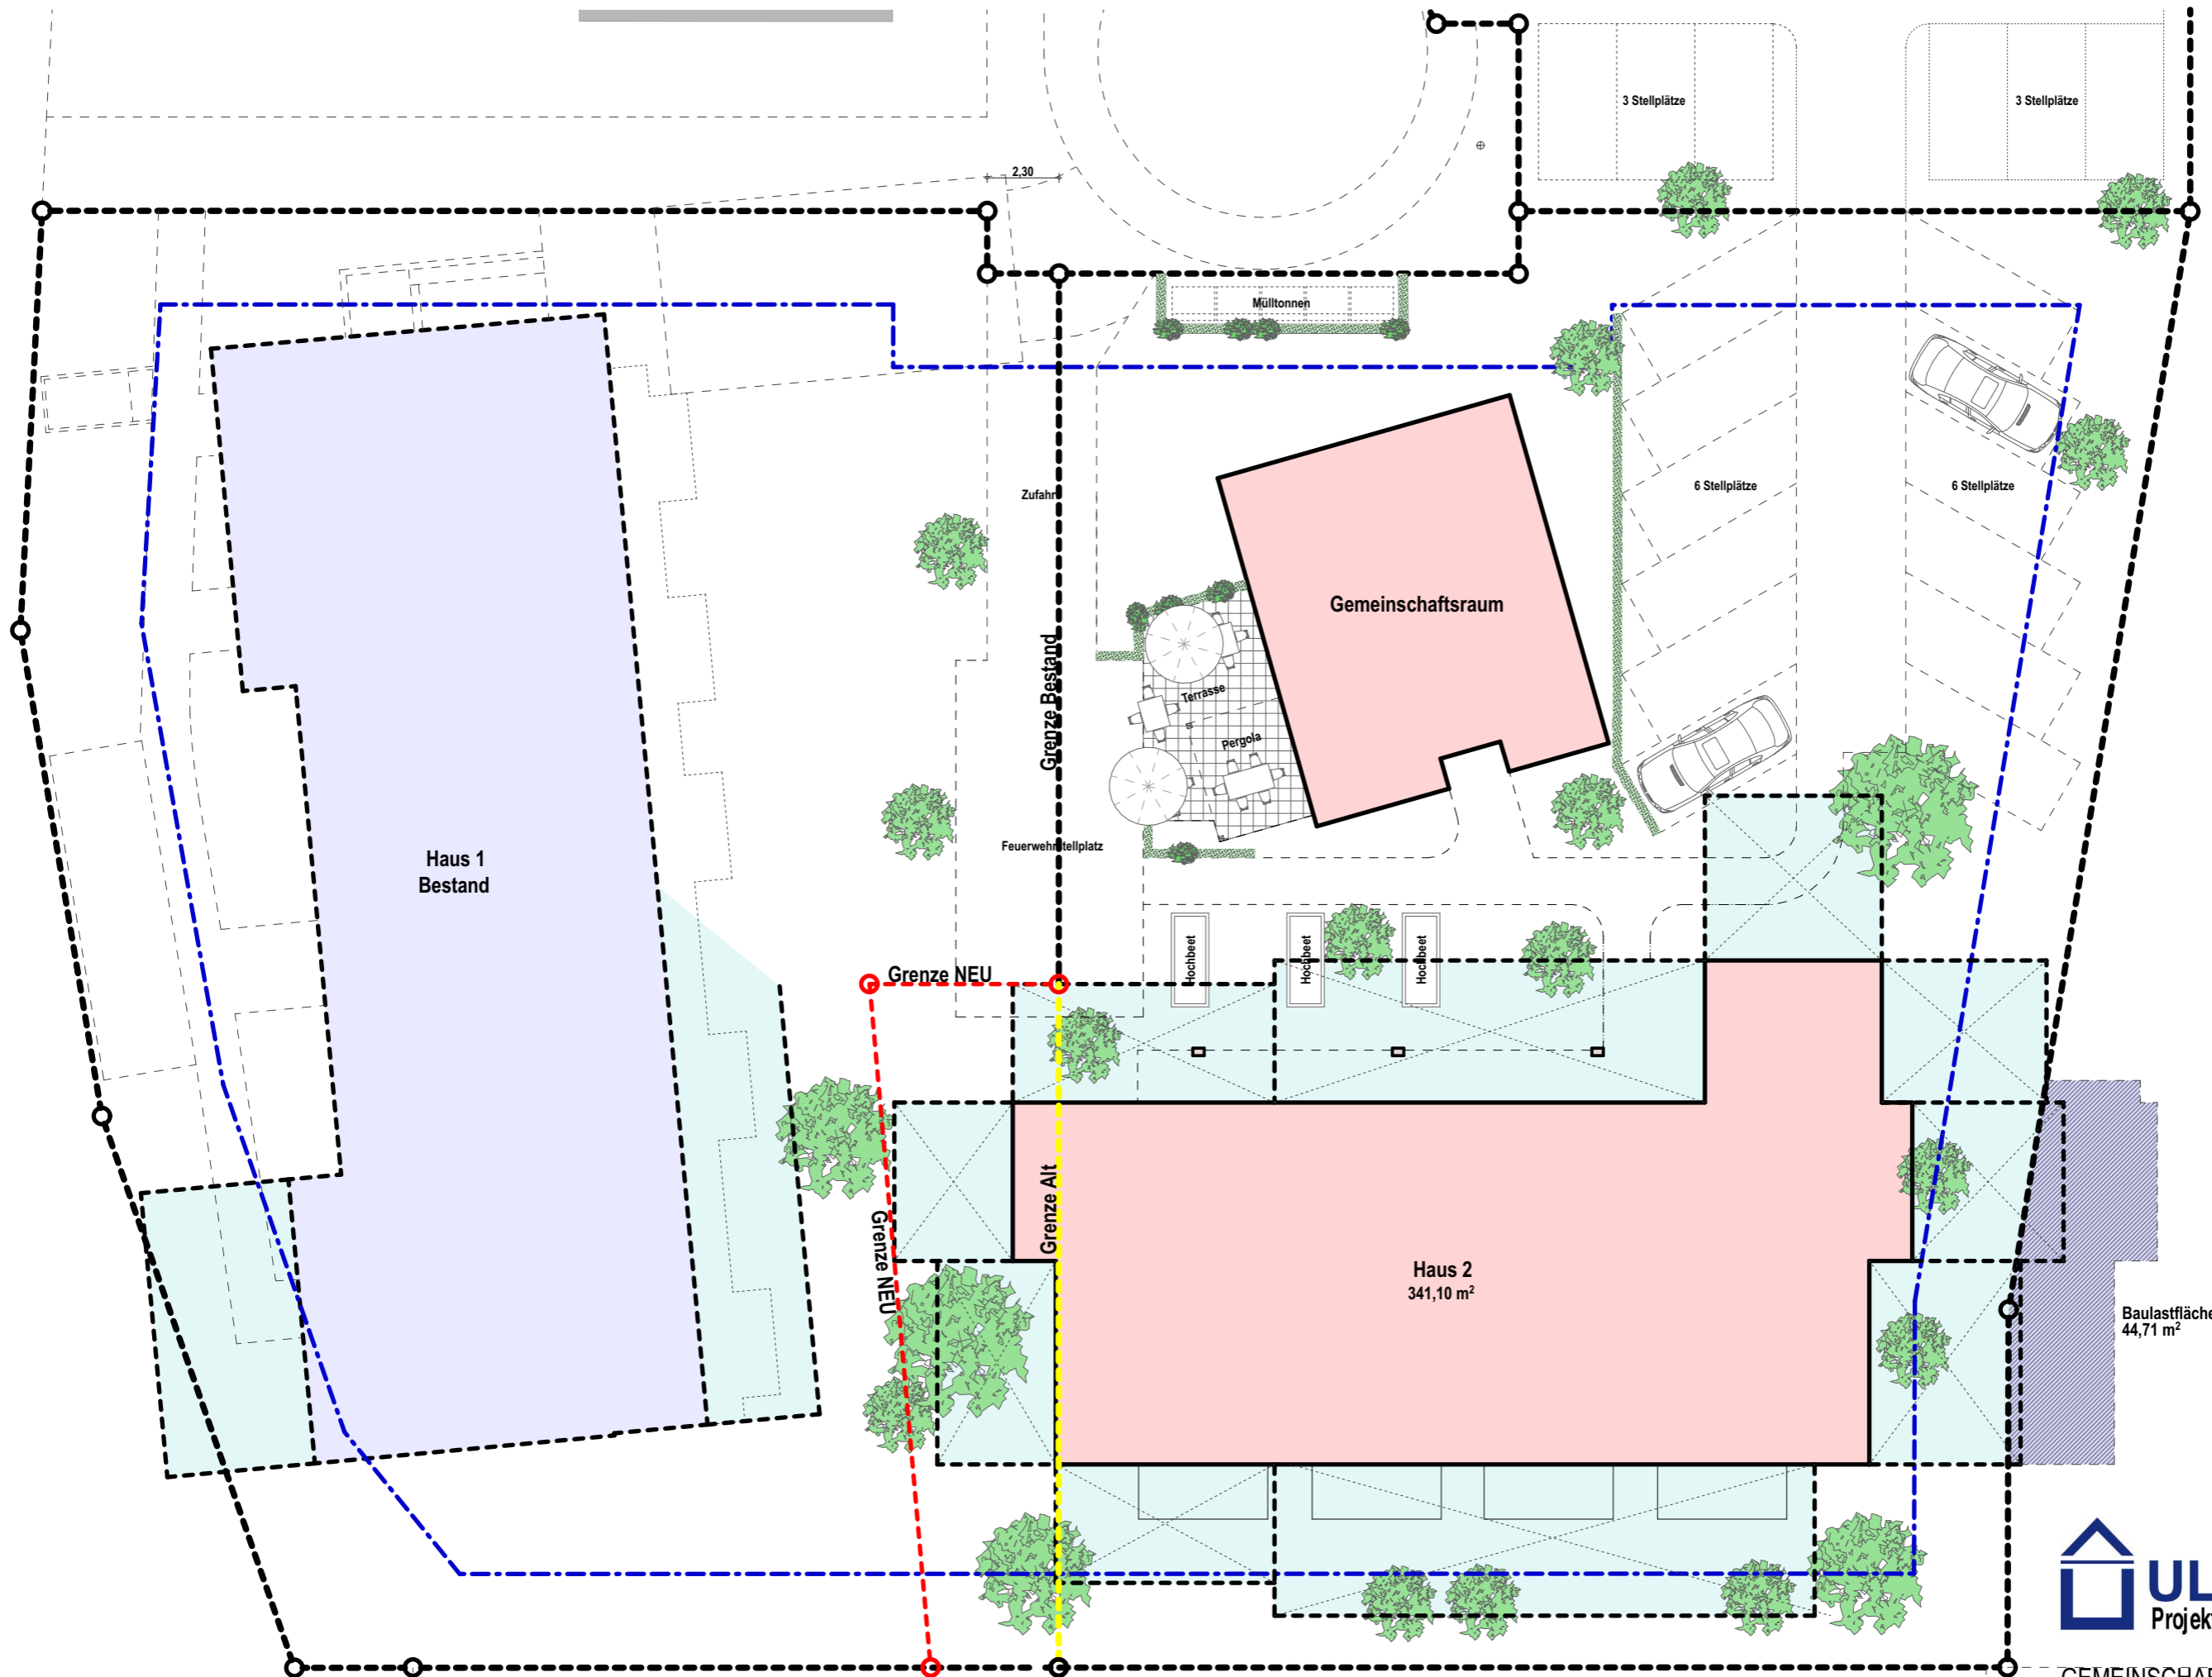 3 Stellplätze
3 Stellplätze
2,30
Mülltonnen
Zufahrt
6 Stellplätze
6 Stellplätze
Gemeinschaftsraum
Grenze Bestand
Terrasse
Pergola
Feuerwehrstellplatz
Haus 1
Bestand
Hochbeet
Hochbeet
Hochbeet
Grenze NEU
Grenze Alt
Grenze NEU
Haus 2
341,10 m²
Baulastfläche
44,71 m²
UL
Projek